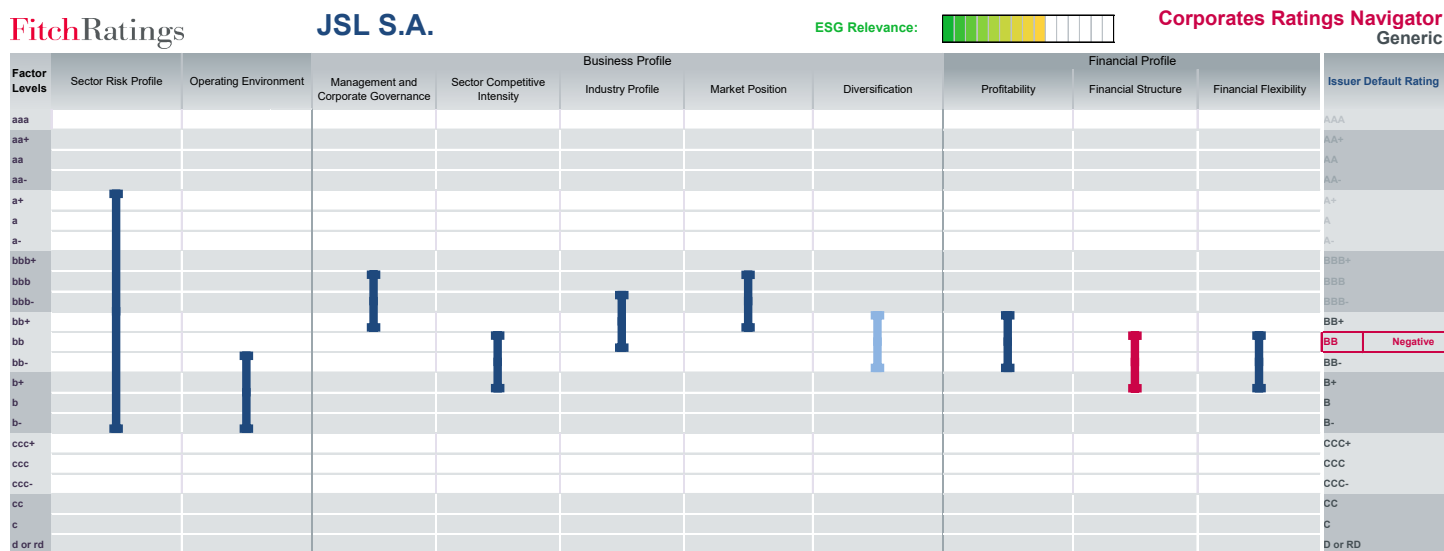 FitchRatings
JSL S.A.
ESG Relevance:
Corporates Ratings Navigator
Generic
Factor
Levels
Sector Risk Profile
Operating Environment
Business Profile
Management and
Corporate Governance
Sector Competitive
Intensity
Industry Profile
Market Position
Diversification
Financial Profile
Profitability
Financial Structure
Financial Flexibility
Issuer Default Rating
aaa AAA
aa+ AA+
aa AA
aa- AA-
a+ A+
a A
a- A-
bbb+ BBB+
bbb BBB
bbb- BBB-
bb+ BB+
bb BB Negative
bb- BB-
b+ B+
b B
b- B-
ccc+ CCC+
ccc CCC
ccc- CCC-
cc CC
c C
d or rd D or RD